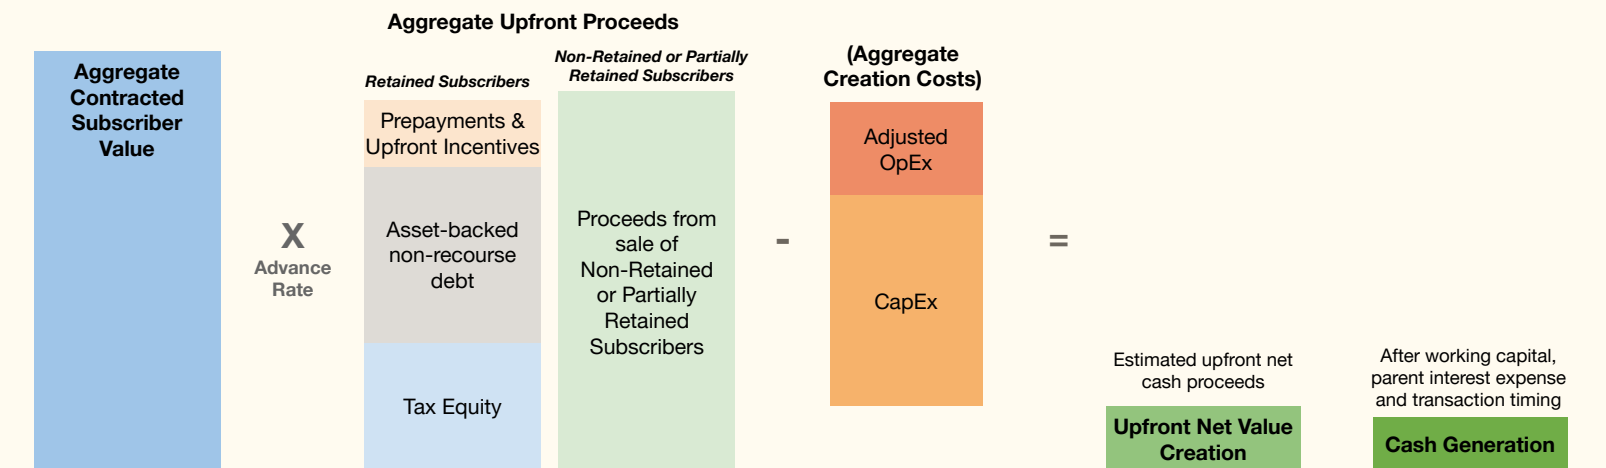 Aggregate Upfront Proceeds
Aggregate
Contracted
Subscriber
Value
X
Advance
Rate
Retained Subscribers
Prepayments &
Upfront Incentives
Asset-backed
non-recourse
debt
Tax Equity
Non-Retained or Partially
Retained Subscribers
Proceeds from
sale of
Non-Retained
or Partially
Retained
Subscribers
-
(Aggregate
Creation Costs)
Adjusted
OpEx
CapEx
=
Estimated upfront net
cash proceeds
Upfront Net Value
Creation
After working capital,
parent interest expense
and transaction timing
Cash Generation